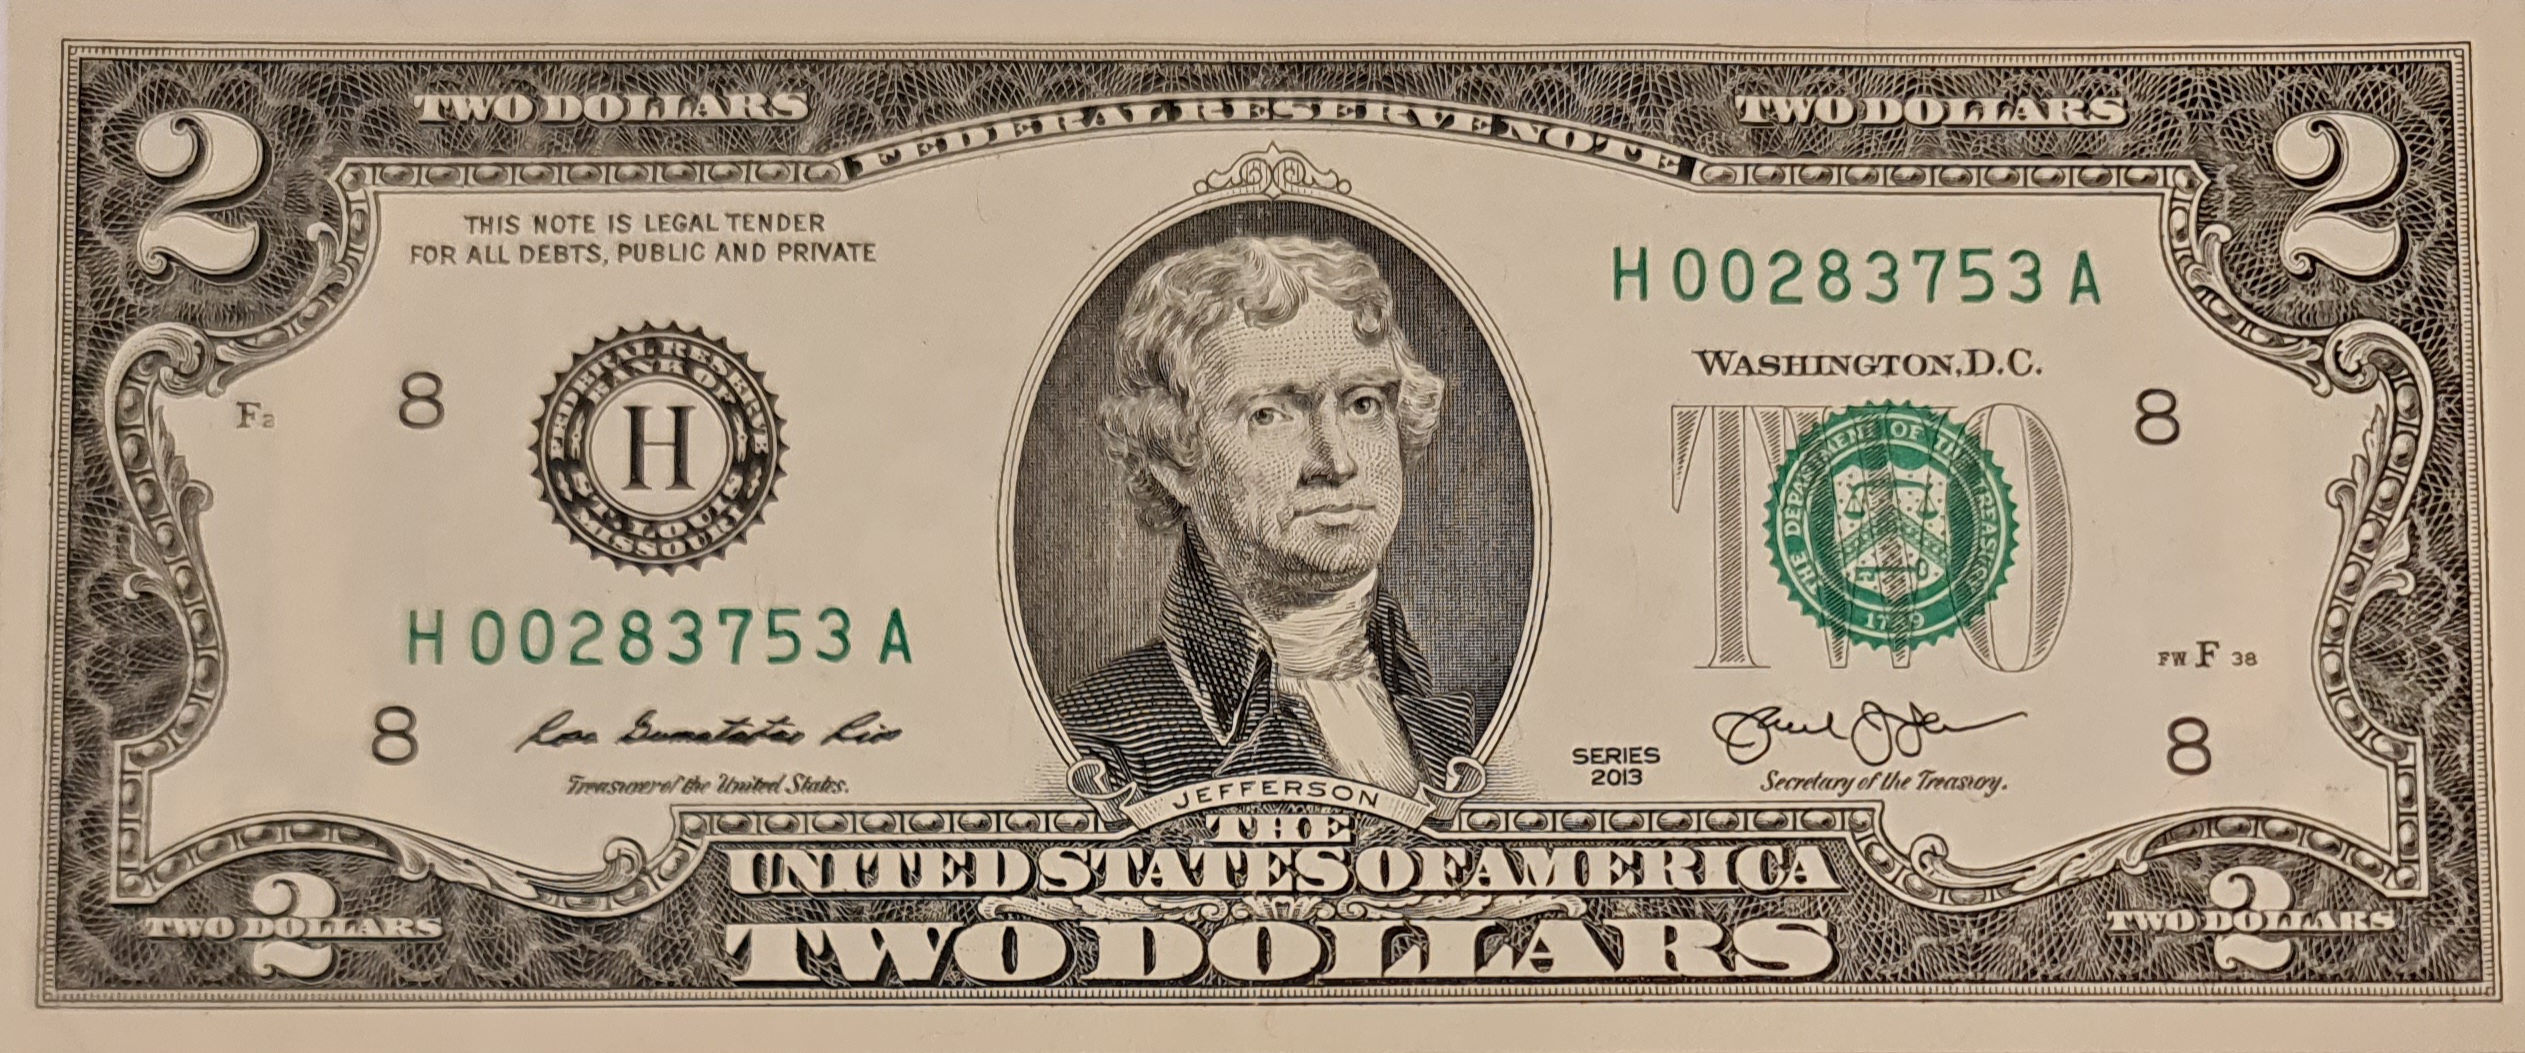 TWO DOLLARS
FEDERAL RESERVE NOTE
TWO DOLLARS
2
2
THIS NOTE IS LEGAL TENDER
FOR ALL DEBTS, PUBLIC AND PRIVATE
H 00283753 A
WASHINGTON, D.C.
F2
8
FEDERAL RESERVE
BANK OF
H
ST. LOUIS
MISSOURI
TWO
THE DEPARTMENT OF THE TREASURY
1789
8
H 00283753 A
FW F 38
8
Rosa Gumataotao Rios
Treasurer of the United States.
SERIES
2013
Secretary of the Treasury.
8
JEFFERSON
THE
UNITED STATES OF AMERICA
TWO DOLLARS
2
TWO DOLLARS
2
TWO DOLLARS